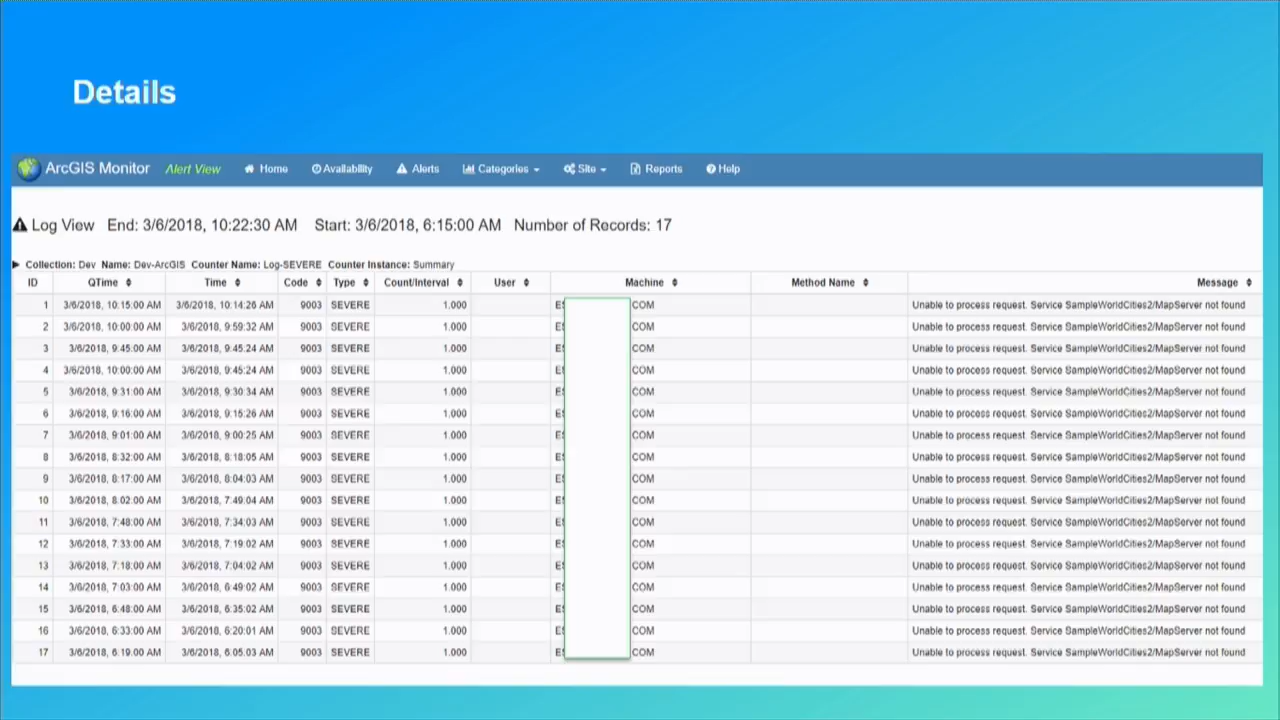 Details
ArcGIS Monitor Alert View Home Availability Alerts Categories Site Reports Help
Log View End: 3/6/2018, 10:22:30 AM Start: 3/6/2018, 6:15:00 AM Number of Records: 17
Collection: Dev Name: Dev-ArcGIS Counter Name: Log-SEVERE Counter Instance: Summary
ID QTime Time Code Type Count/Interval User Machine Method Name Message
1 3/6/2018, 10:15:00 AM 3/6/2018, 10:14:26 AM 9003 SEVERE 1.000 ES COM Unable to process request. Service SampleWorldCities2/MapServer not found
2 3/6/2018, 10:00:00 AM 3/6/2018, 9:59:32 AM 9003 SEVERE 1.000 ES COM Unable to process request. Service SampleWorldCities2/MapServer not found
3 3/6/2018, 9:45:00 AM 3/6/2018, 9:45:24 AM 9003 SEVERE 1.000 ES COM Unable to process request. Service SampleWorldCities2/MapServer not found
4 3/6/2018, 10:00:00 AM 3/6/2018, 9:45:24 AM 9003 SEVERE 1.000 ES COM Unable to process request. Service SampleWorldCities2/MapServer not found
5 3/6/2018, 9:31:00 AM 3/6/2018, 9:30:34 AM 9003 SEVERE 1.000 ES COM Unable to process request. Service SampleWorldCities2/MapServer not found
6 3/6/2018, 9:16:00 AM 3/6/2018, 9:15:26 AM 9003 SEVERE 1.000 ES COM Unable to process request. Service SampleWorldCities2/MapServer not found
7 3/6/2018, 9:01:00 AM 3/6/2018, 9:00:25 AM 9003 SEVERE 1.000 ES COM Unable to process request. Service SampleWorldCities2/MapServer not found
8 3/6/2018, 8:32:00 AM 3/6/2018, 8:18:05 AM 9003 SEVERE 1.000 ES COM Unable to process request. Service SampleWorldCities2/MapServer not found
9 3/6/2018, 8:17:00 AM 3/6/2018, 8:04:03 AM 9003 SEVERE 1.000 ES COM Unable to process request. Service SampleWorldCities2/MapServer not found
10 3/6/2018, 8:02:00 AM 3/6/2018, 7:49:04 AM 9003 SEVERE 1.000 ES COM Unable to process request. Service SampleWorldCities2/MapServer not found
11 3/6/2018, 7:48:00 AM 3/6/2018, 7:34:03 AM 9003 SEVERE 1.000 ES COM Unable to process request. Service SampleWorldCities2/MapServer not found
12 3/6/2018, 7:33:00 AM 3/6/2018, 7:19:02 AM 9003 SEVERE 1.000 ES COM Unable to process request. Service SampleWorldCities2/MapServer not found
13 3/6/2018, 7:18:00 AM 3/6/2018, 7:04:02 AM 9003 SEVERE 1.000 ES COM Unable to process request. Service SampleWorldCities2/MapServer not found
14 3/6/2018, 7:03:00 AM 3/6/2018, 6:49:02 AM 9003 SEVERE 1.000 ES COM Unable to process request. Service SampleWorldCities2/MapServer not found
15 3/6/2018, 6:48:00 AM 3/6/2018, 6:35:02 AM 9003 SEVERE 1.000 ES COM Unable to process request. Service SampleWorldCities2/MapServer not found
16 3/6/2018, 6:33:00 AM 3/6/2018, 6:20:01 AM 9003 SEVERE 1.000 ES COM Unable to process request. Service SampleWorldCities2/MapServer not found
17 3/6/2018, 6:19:00 AM 3/6/2018, 6:05:03 AM 9003 SEVERE 1.000 ES COM Unable to process request. Service SampleWorldCities2/MapServer not found